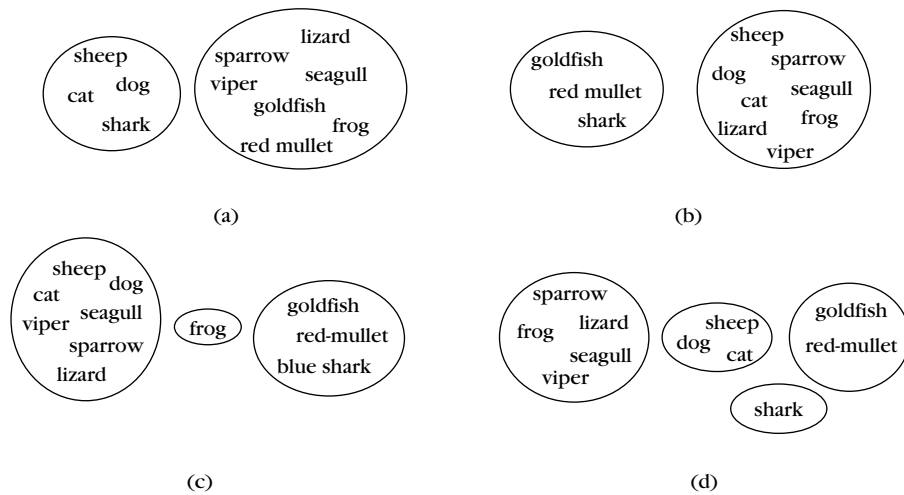 sheep
dog
cat
shark
lizard
sparrow
seagull
viper
goldfish
frog
red mullet
(a)
goldfish
red mullet
shark
sheep
sparrow
dog
seagull
cat
frog
lizard
viper
(b)
sheep
dog
cat
seagull
viper
sparrow
lizard
frog
goldfish
red-mullet
blue shark
(c)
sparrow
lizard
frog
seagull
viper
sheep
dog
cat
goldfish
red-mullet
shark
(d)